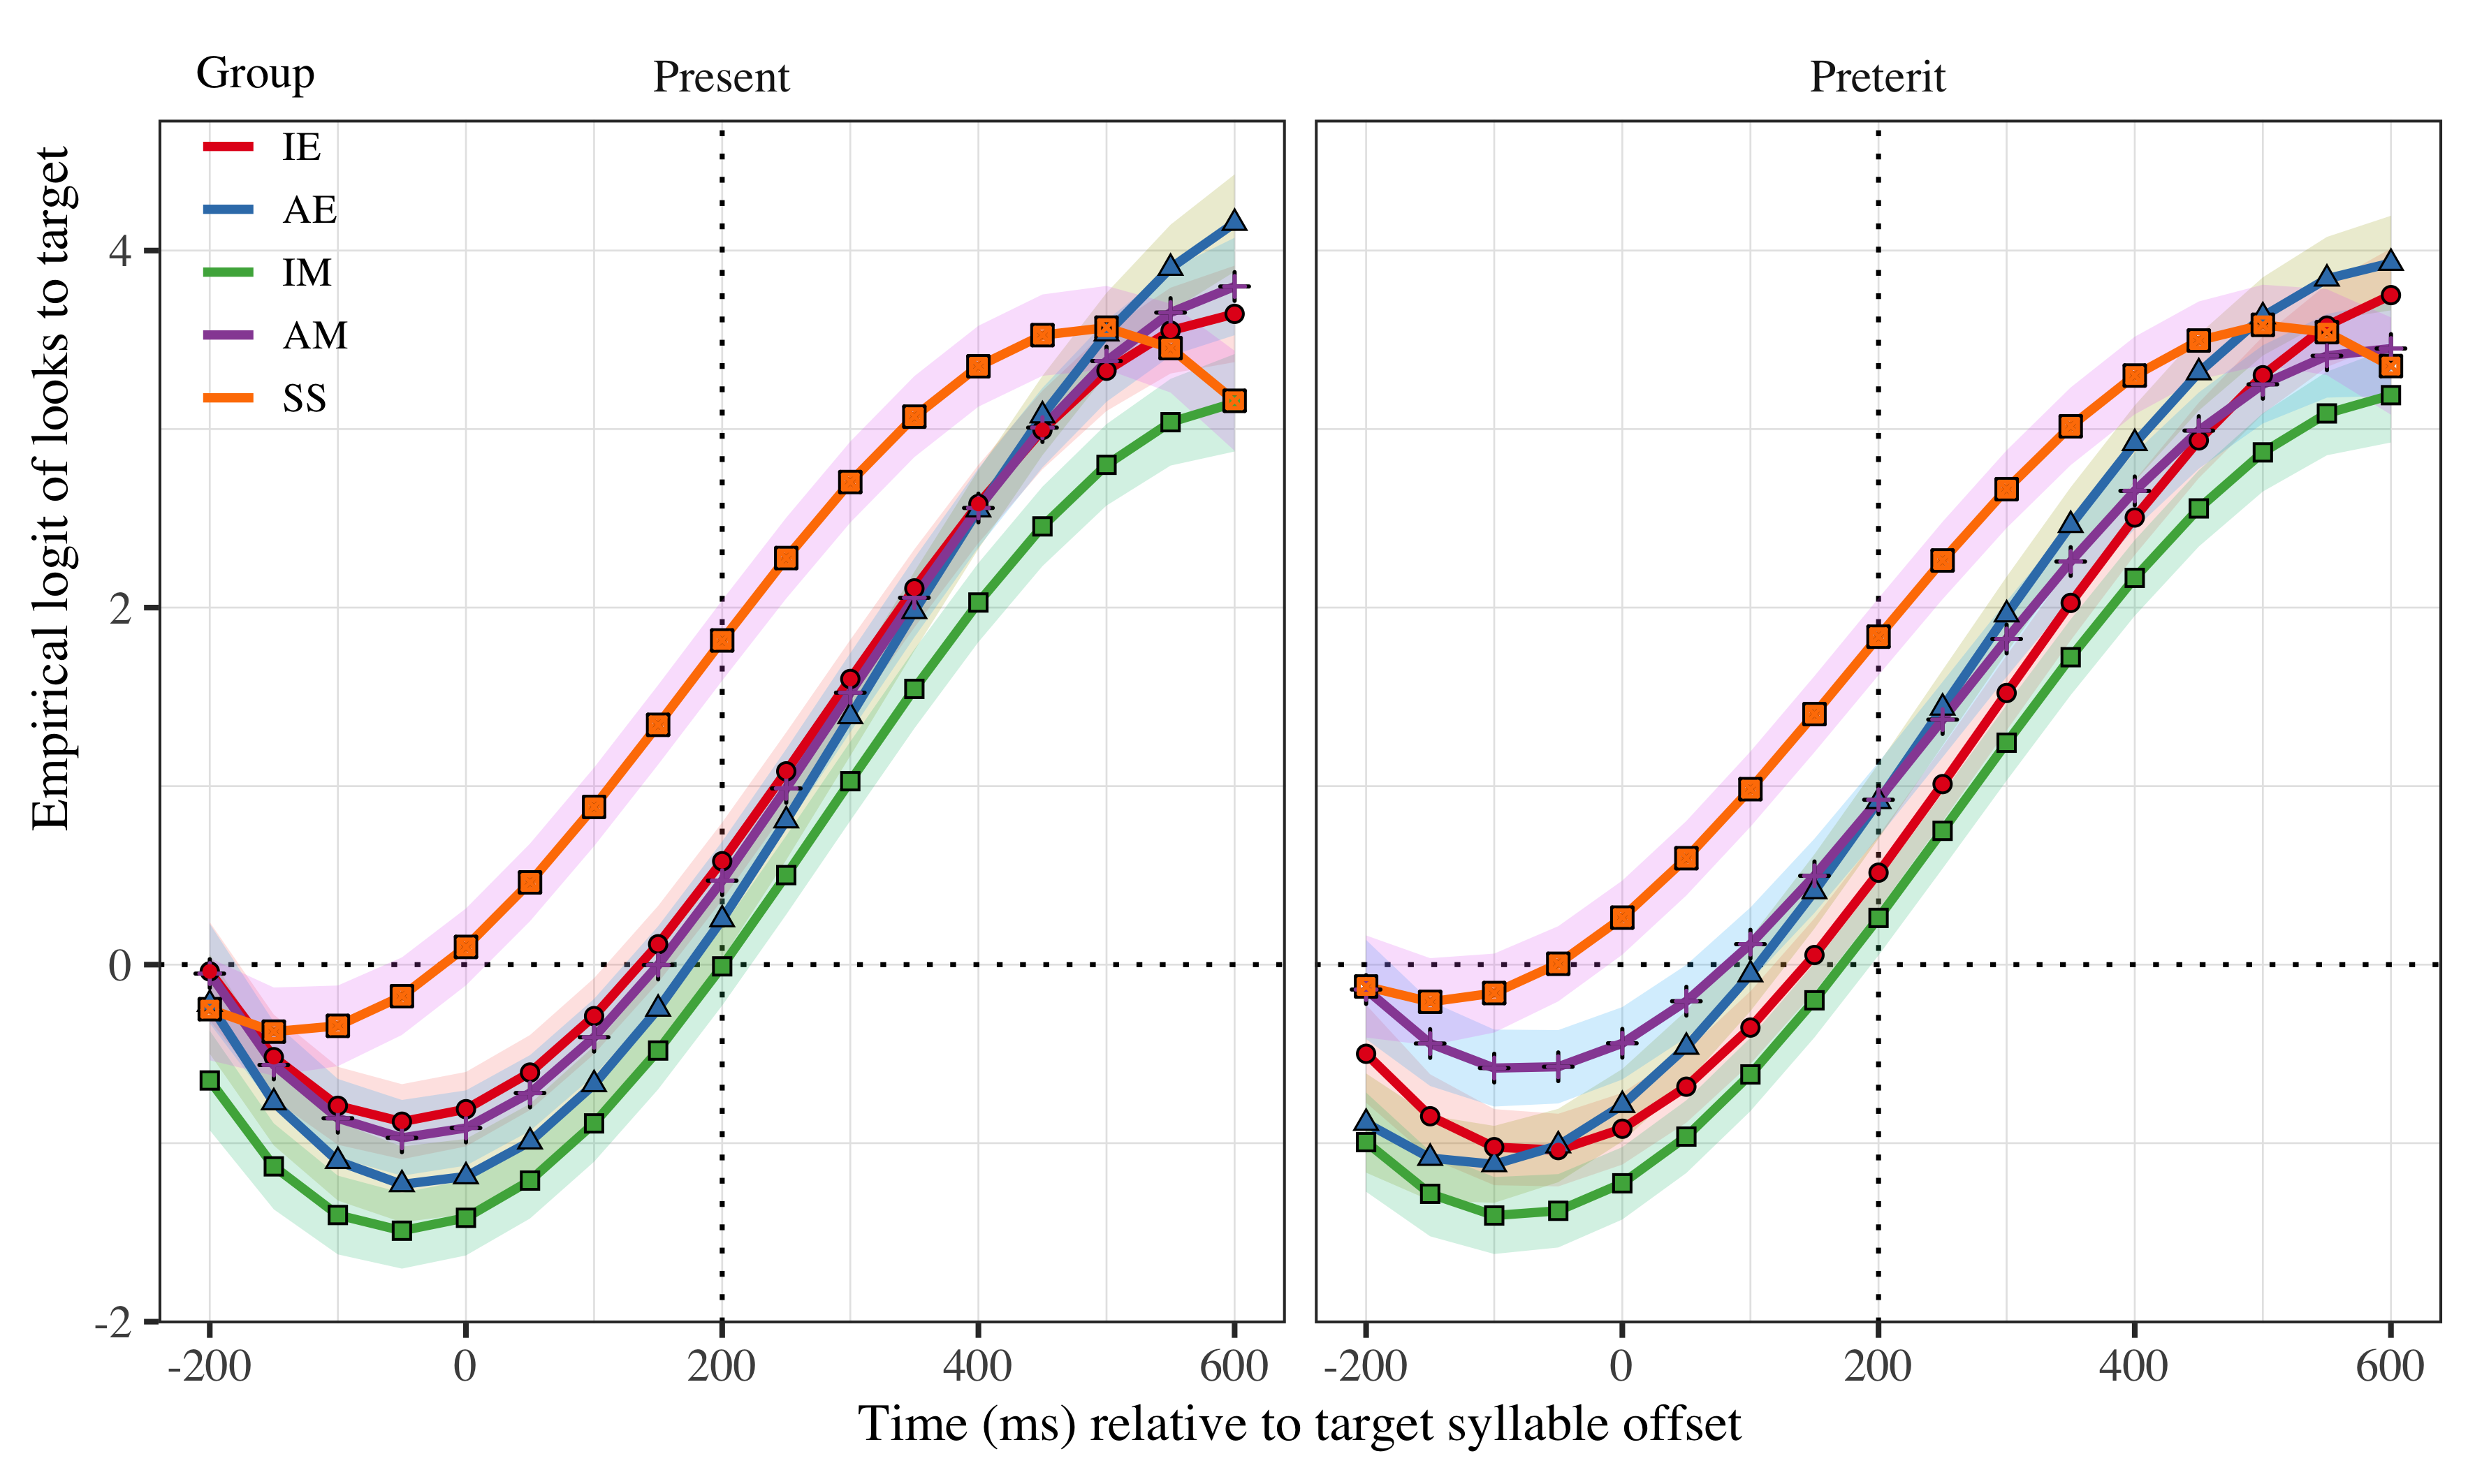 Group
Present
Preterit
IE
AE
IM
AM
SS
Empirical logit of looks to target
4
2
0
-2
-200 0 200 400 600
-200 0 200 400 600
Time (ms) relative to target syllable offset